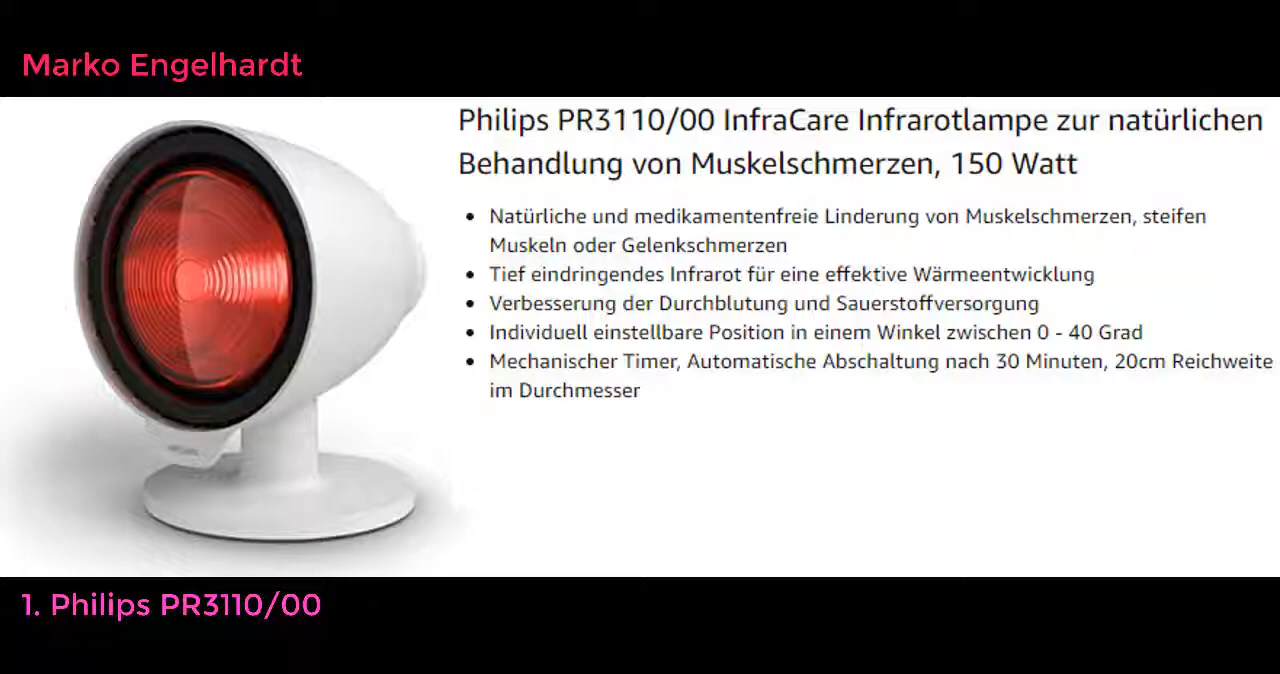 Marko Engelhardt
Philips PR3110/00 InfraCare Infrarotlampe zur natürlichen
Behandlung von Muskelschmerzen, 150 Watt
• Natürliche und medikamentenfreie Linderung von Muskelschmerzen, steifen
Muskeln oder Gelenkschmerzen
• Tief eindringendes Infrarot für eine effektive Wärmeentwicklung
• Verbesserung der Durchblutung und Sauerstoffversorgung
• Individuell einstellbare Position in einem Winkel zwischen 0 - 40 Grad
• Mechanischer Timer, Automatische Abschaltung nach 30 Minuten, 20cm Reichweite
im Durchmesser
1. Philips PR3110/00